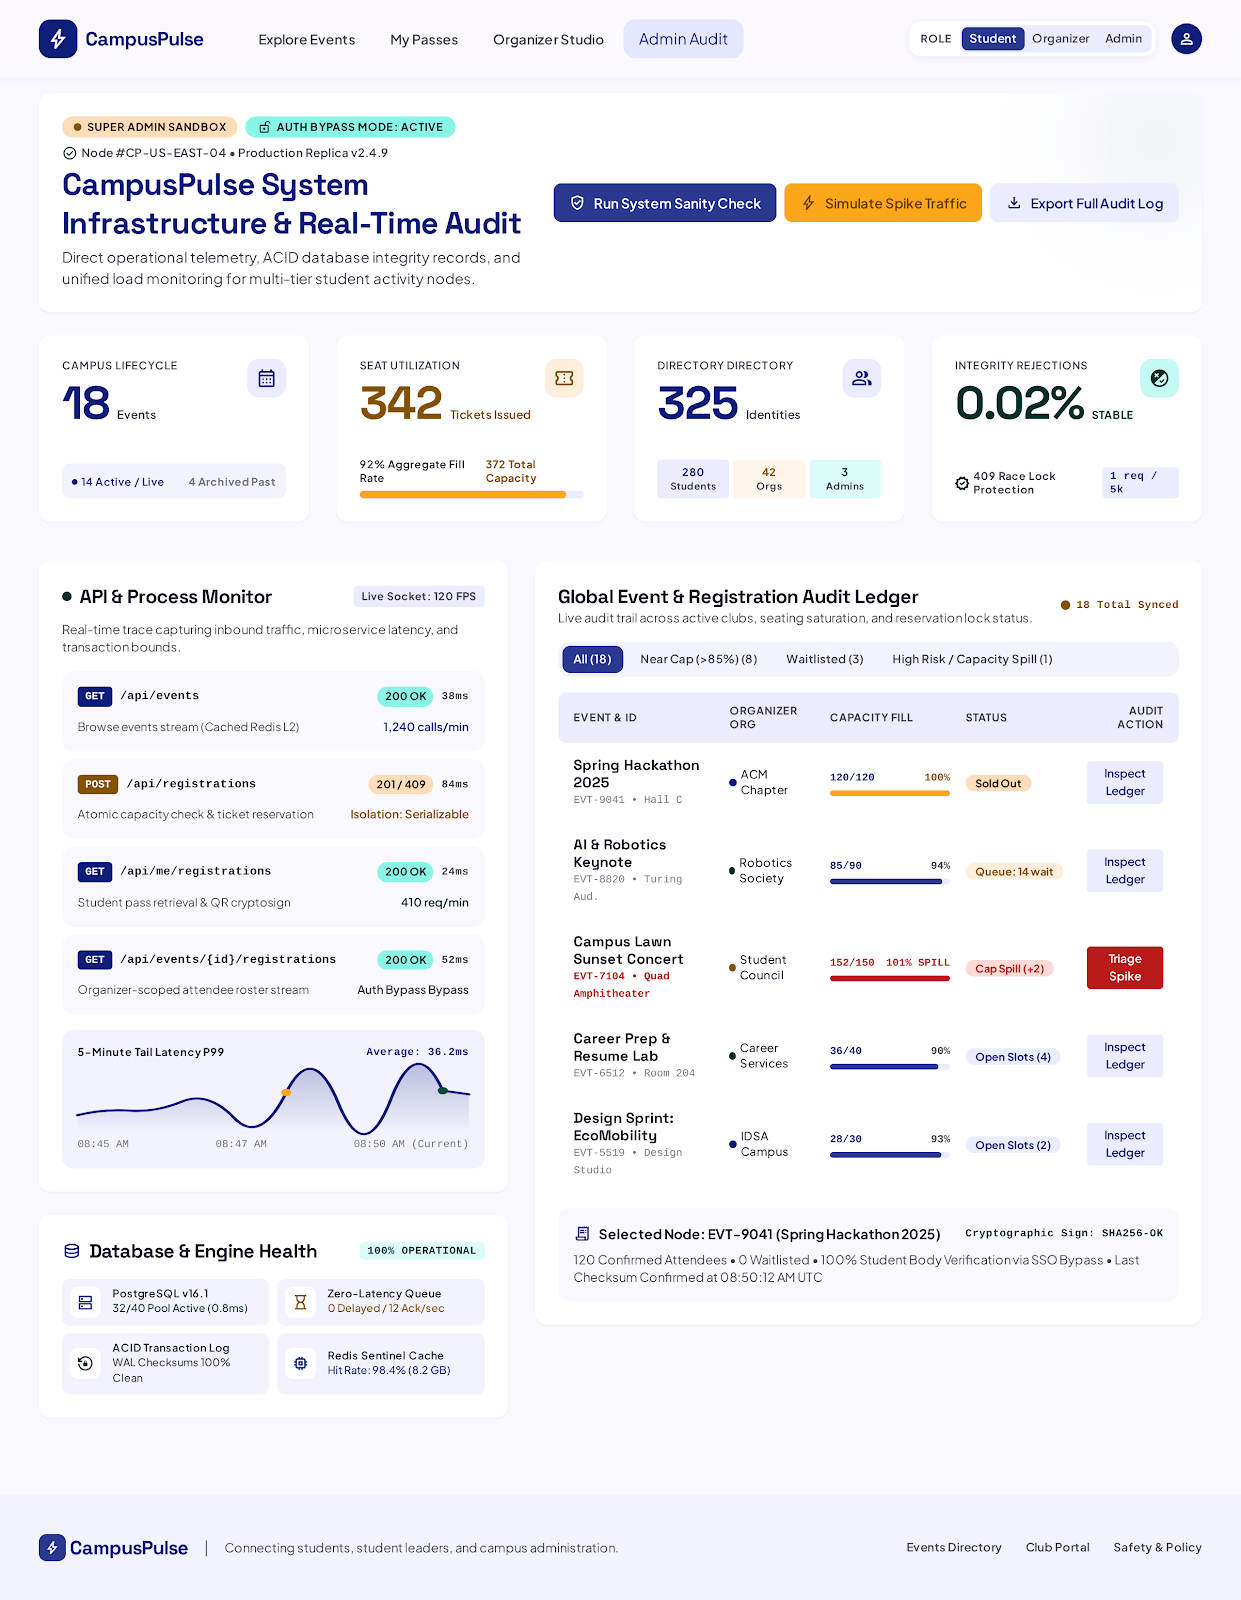 CampusPulse
Explore Events
My Passes
Organizer Studio
Admin Audit
ROLE
Student
Organizer
Admin
SUPER ADMIN SANDBOX
AUTH BYPASS MODE: ACTIVE
Node #CP-US-EAST-04 • Production Replica v2.4.9
CampusPulse System
Infrastructure & Real-Time Audit
Direct operational telemetry, ACID database integrity records, and
unified load monitoring for multi-tier student activity nodes.
Run System Sanity Check
Simulate Spike Traffic
Export Full Audit Log
CAMPUS LIFECYCLE
18 Events
14 Active / Live
4 Archived Past
SEAT UTILIZATION
342 Tickets Issued
92% Aggregate Fill
Rate
372 Total
Capacity
DIRECTORY DIRECTORY
325 Identities
280
Students
42
Orgs
3
Admins
INTEGRITY REJECTIONS
0.02% STABLE
409 Race Lock
Protection
1 req /
5k
API & Process Monitor
Live Socket: 120 FPS
Real-time trace capturing inbound traffic, microservice latency, and
transaction bounds.
GET /api/events 200 OK 38ms
Browse events stream (Cached Redis L2) 1,240 calls/min
POST /api/registrations 201 / 409 84ms
Atomic capacity check & ticket reservation Isolation: Serializable
GET /api/me/registrations 200 OK 24ms
Student pass retrieval & QR cryptosign 410 req/min
GET /api/events/{id}/registrations 200 OK 52ms
Organizer-scoped attendee roster stream Auth Bypass Bypass
5-Minute Tail Latency P99 Average: 36.2ms
08:45 AM 08:47 AM 08:50 AM (Current)
Database & Engine Health
100% OPERATIONAL
PostgreSQL v16.1
32/40 Pool Active (0.8ms)
Zero-Latency Queue
0 Delayed / 12 Ack/sec
ACID Transaction Log
WAL Checksums 100%
Clean
Redis Sentinel Cache
Hit Rate: 98.4% (8.2 GB)
Global Event & Registration Audit Ledger
Live audit trail across active clubs, seating saturation, and reservation lock status.
18 Total Synced
All (18)
Near Cap (>85%) (8)
Waitlisted (3)
High Risk / Capacity Spill (1)
EVENT & ID
ORGANIZER
ORG
CAPACITY FILL
STATUS
AUDIT
ACTION
Spring Hackathon
2025
EVT-9041 • Hall C
ACM
Chapter
120/120 100%
Sold Out
Inspect
Ledger
AI & Robotics
Keynote
EVT-8820 • Turing
Aud.
Robotics
Society
85/90 94%
Queue: 14 wait
Inspect
Ledger
Campus Lawn
Sunset Concert
EVT-7104 • Quad
Amphitheater
Student
Council
152/150 101% SPILL
Cap Spill (+2)
Triage
Spike
Career Prep &
Resume Lab
EVT-6512 • Room 204
Career
Services
36/40 90%
Open Slots (4)
Inspect
Ledger
Design Sprint:
EcoMobility
EVT-5519 • Design
Studio
IDSA
Campus
28/30 93%
Open Slots (2)
Inspect
Ledger
Selected Node: EVT-9041 (Spring Hackathon 2025)
Cryptographic Sign: SHA256-OK
120 Confirmed Attendees • 0 Waitlisted • 100% Student Body Verification via SSO Bypass • Last
Checksum Confirmed at 08:50:12 AM UTC
CampusPulse
Connecting students, student leaders, and campus administration.
Events Directory
Club Portal
Safety & Policy